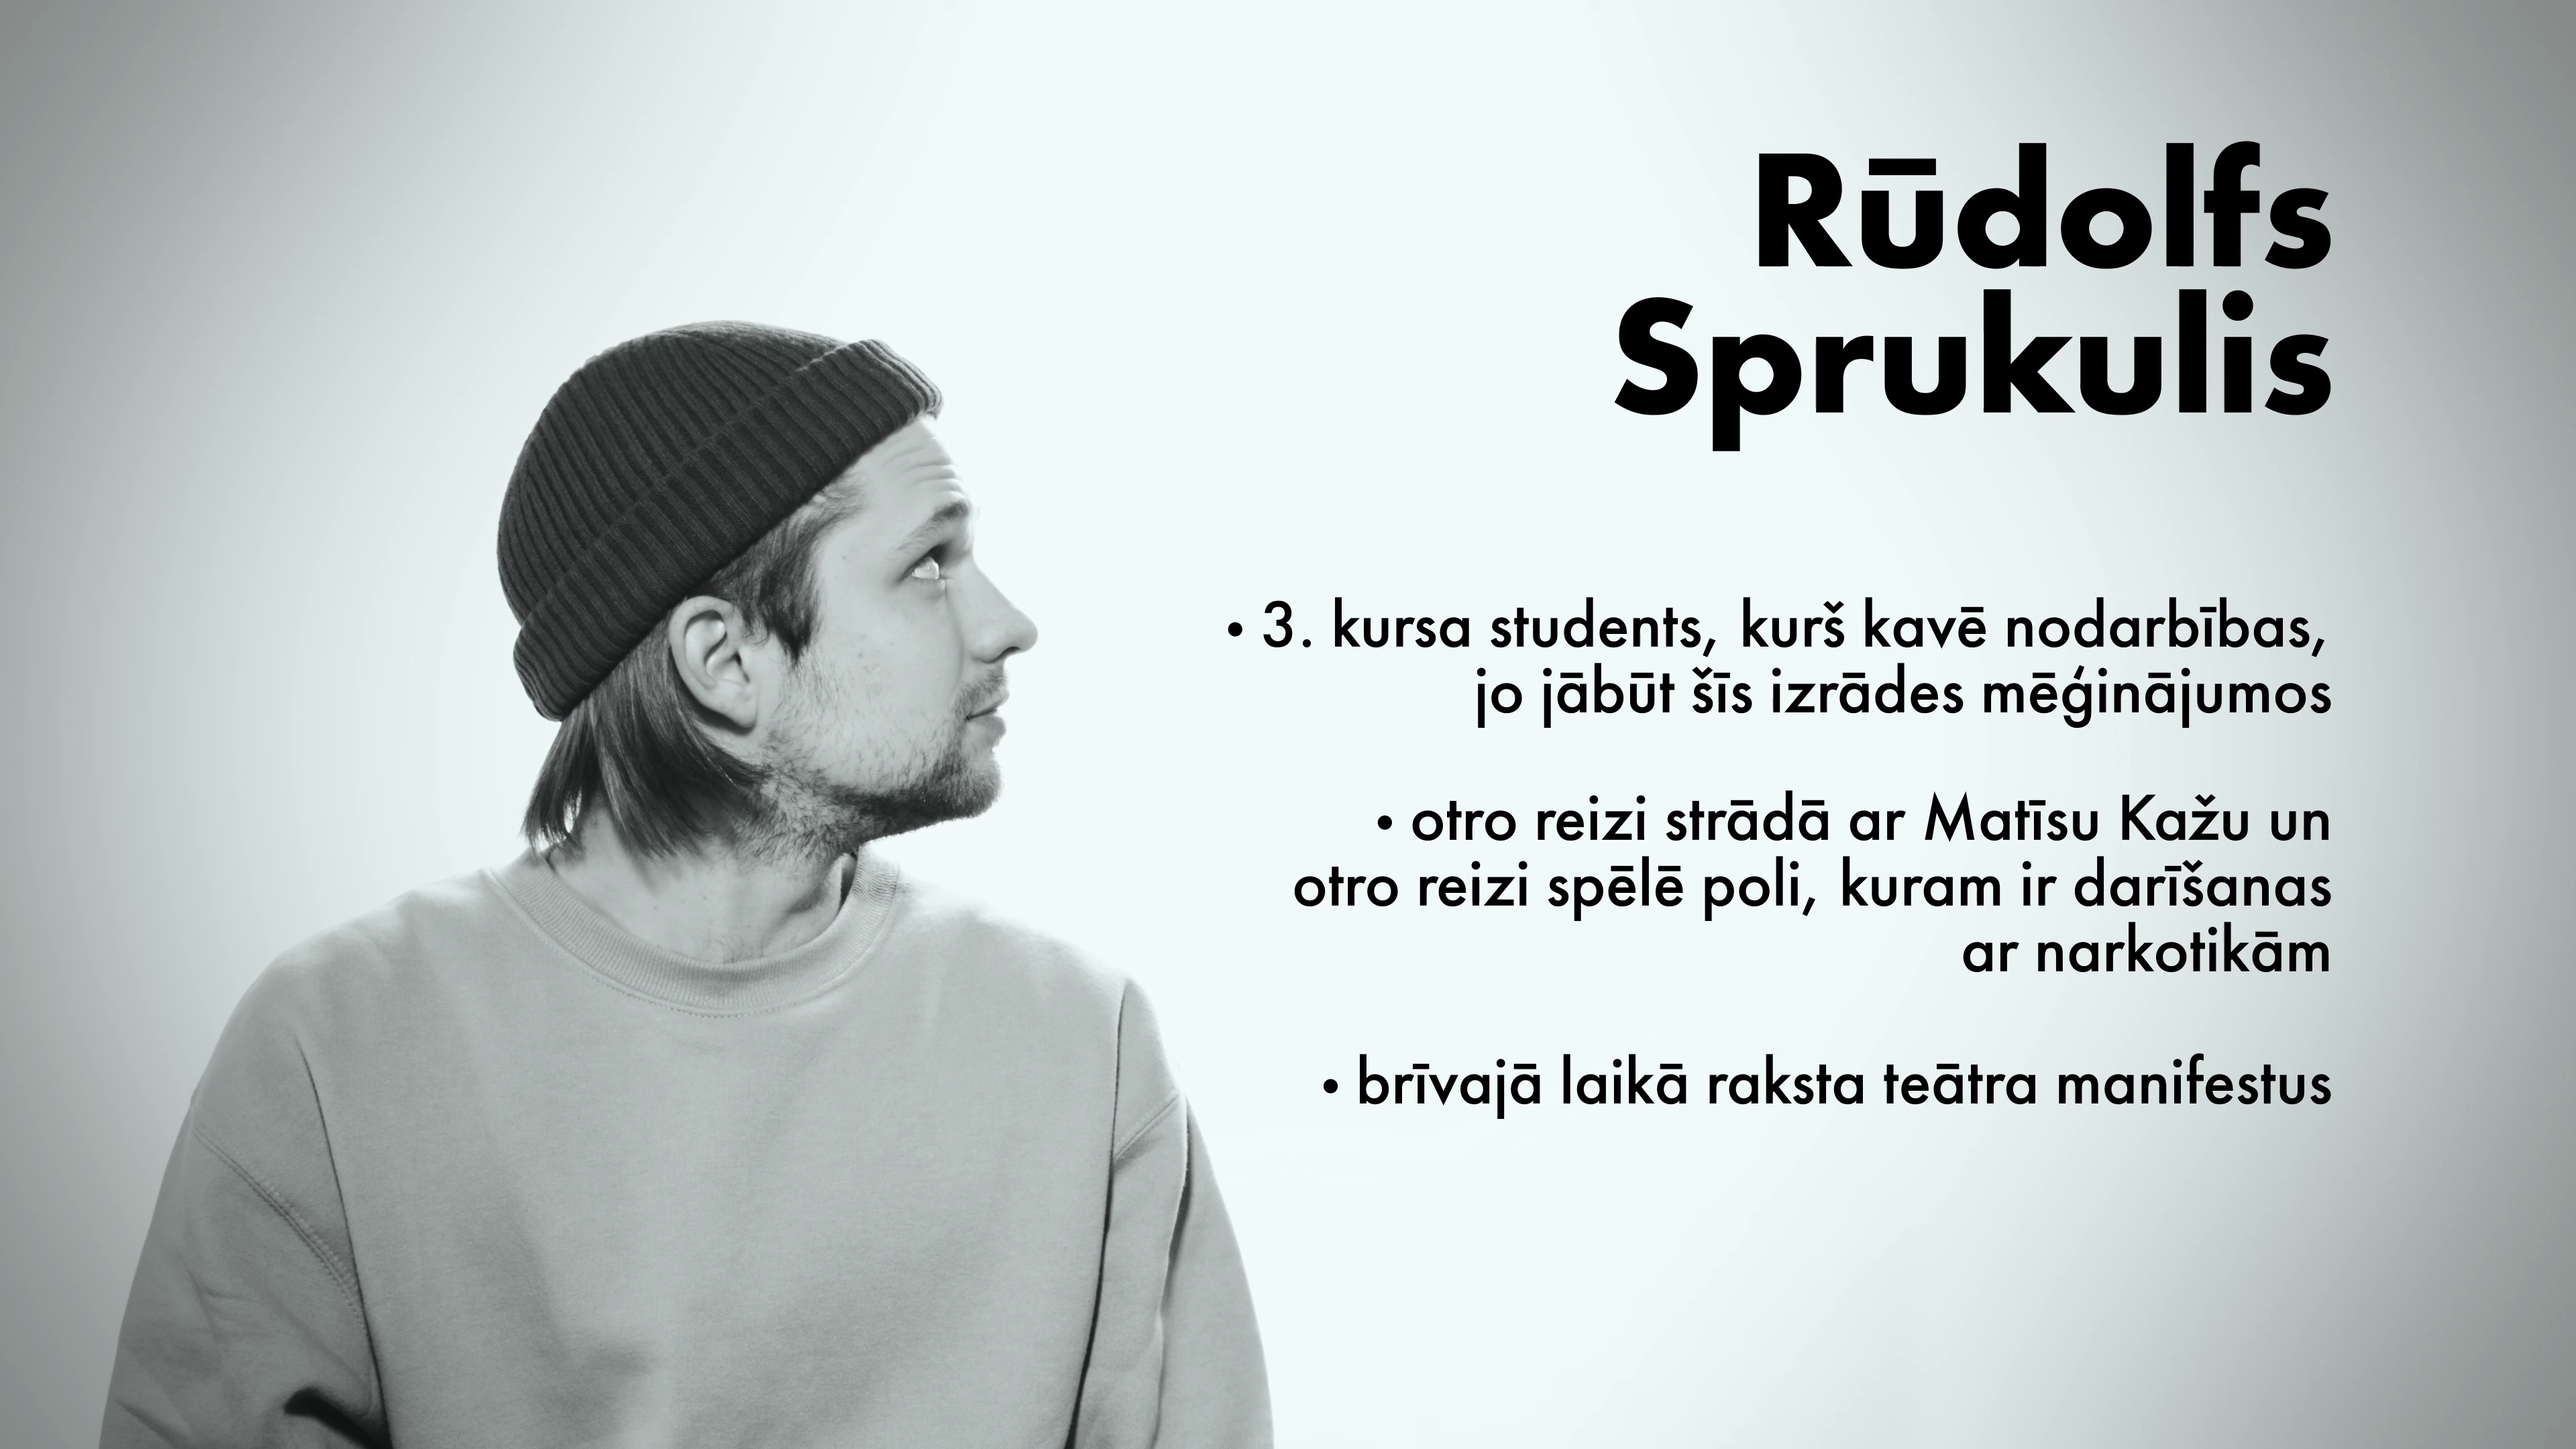 Rūdolfs
Sprukulis
• 3. kursa students, kurš kavē nodarbības,
jo jābūt šīs izrādes mēģinājumos
• otro reizi strādā ar Matīsu Kažu un
otro reizi spēlē poli, kuram ir darīšanas
ar narkotikām
• brīvajā laikā raksta teātra manifestus